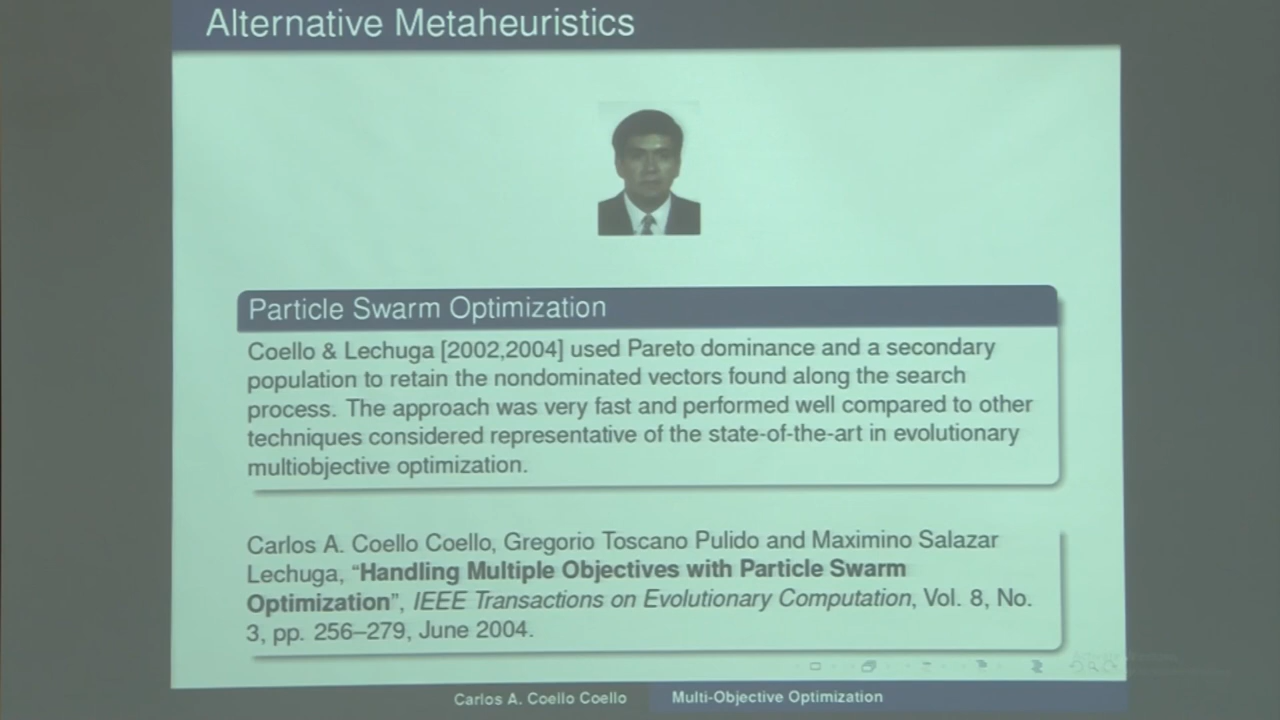 Alternative Metaheuristics
Particle Swarm Optimization
Coello & Lechuga [2002,2004] used Pareto dominance and a secondary
population to retain the nondominated vectors found along the search
process. The approach was very fast and performed well compared to other
techniques considered representative of the state-of-the-art in evolutionary
multiobjective optimization.
Carlos A. Coello Coello, Gregorio Toscano Pulido and Maximino Salazar
Lechuga, “Handling Multiple Objectives with Particle Swarm
Optimization”, IEEE Transactions on Evolutionary Computation, Vol. 8, No.
3, pp. 256–279, June 2004.
Carlos A. Coello Coello Multi-Objective Optimization